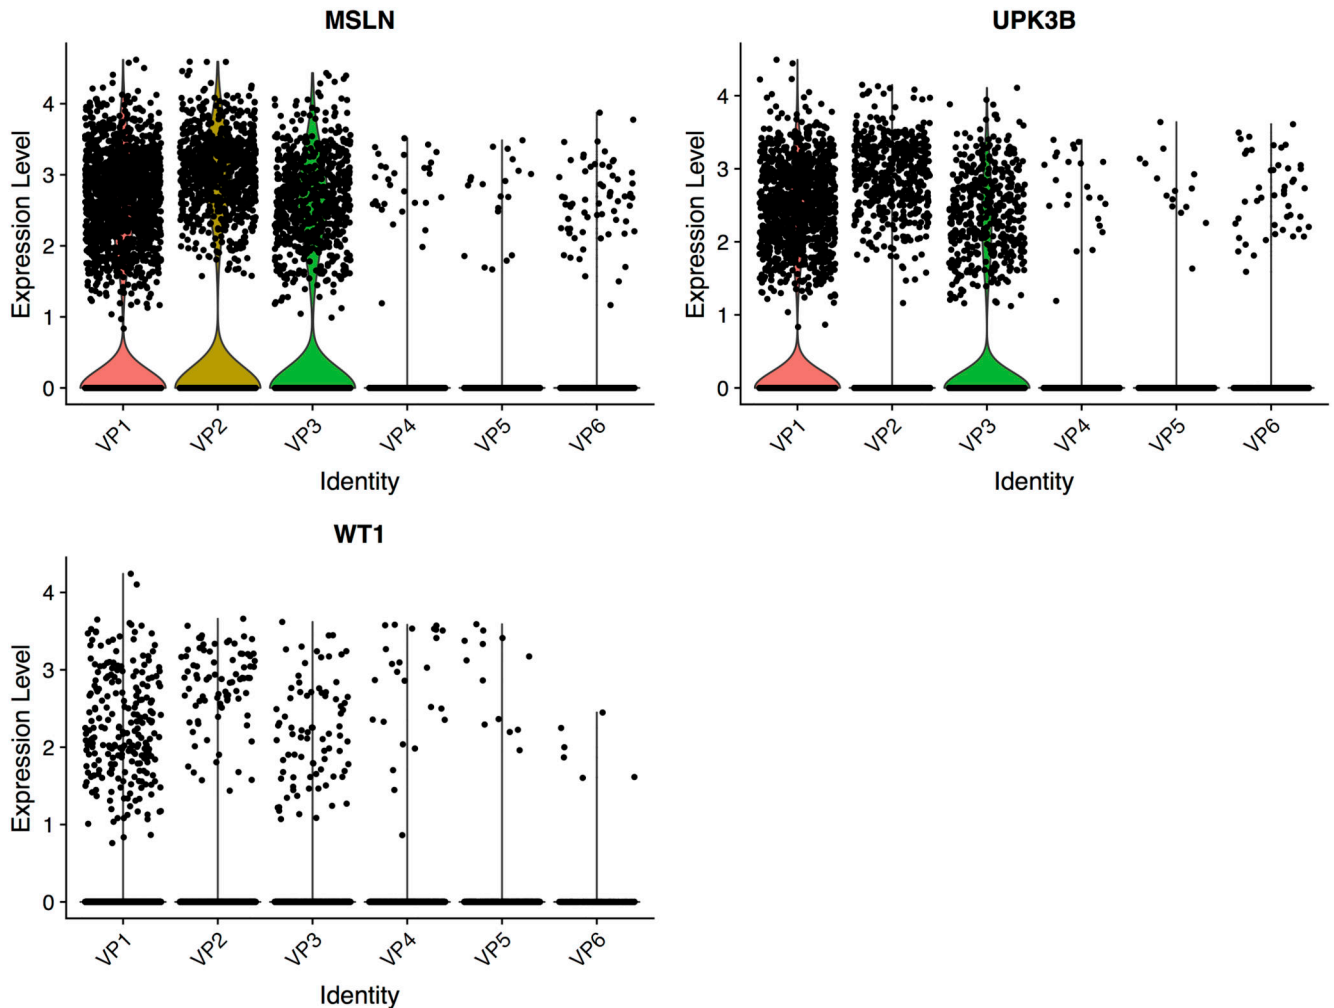 MSLN
Expression Level
4
3
2
1
0
VP1 VP2 VP3 VP4 VP5 VP6
Identity
UPK3B
Expression Level
4
3
2
1
0
VP1 VP2 VP3 VP4 VP5 VP6
Identity
WT1
Expression Level
4
3
2
1
0
VP1 VP2 VP3 VP4 VP5 VP6
Identity